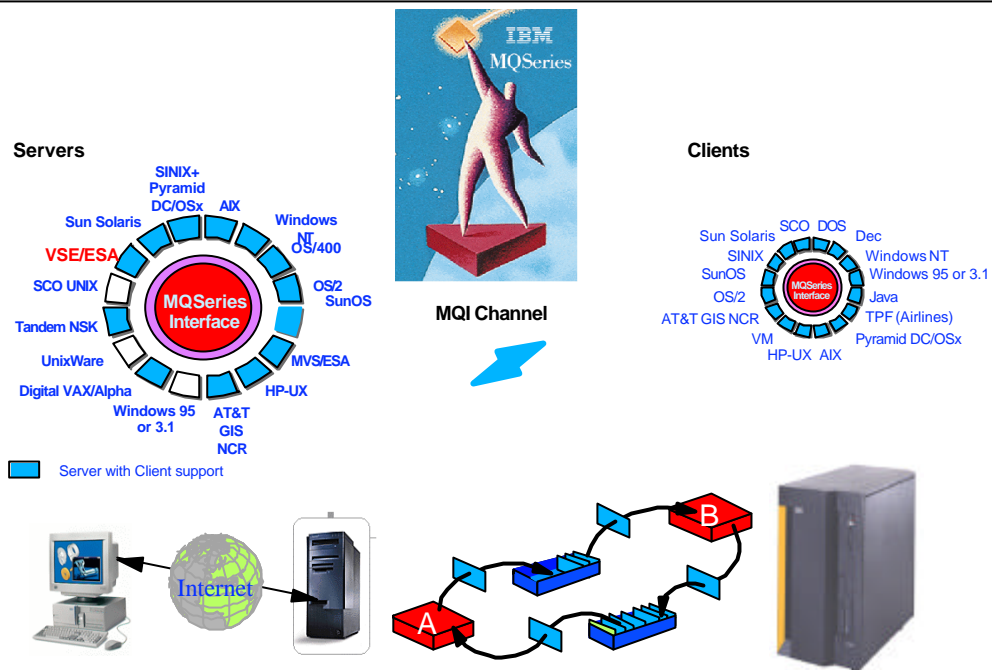 IBM
MQSeries
Servers
Clients
SINIX+
Pyramid
DC/OSx
AIX
Sun Solaris
Windows
NT
OS/400
VSE/ESA
SCO UNIX
OS/2
SunOS
MQSeries
Interface
Tandem NSK
UnixWare
MVS/ESA
Digital VAX/Alpha
HP-UX
Windows 95
or 3.1
AT&T
GIS
NCR
Server with Client support
MQI Channel
SCO
DOS
Sun Solaris
Dec
SINIX
Windows NT
SunOS
Windows 95 or 3.1
MQSeries
Interface
OS/2
Java
AT&T GIS NCR
TPF (Airlines)
VM
Pyramid DC/OSx
HP-UX
AIX
Internet
A
B